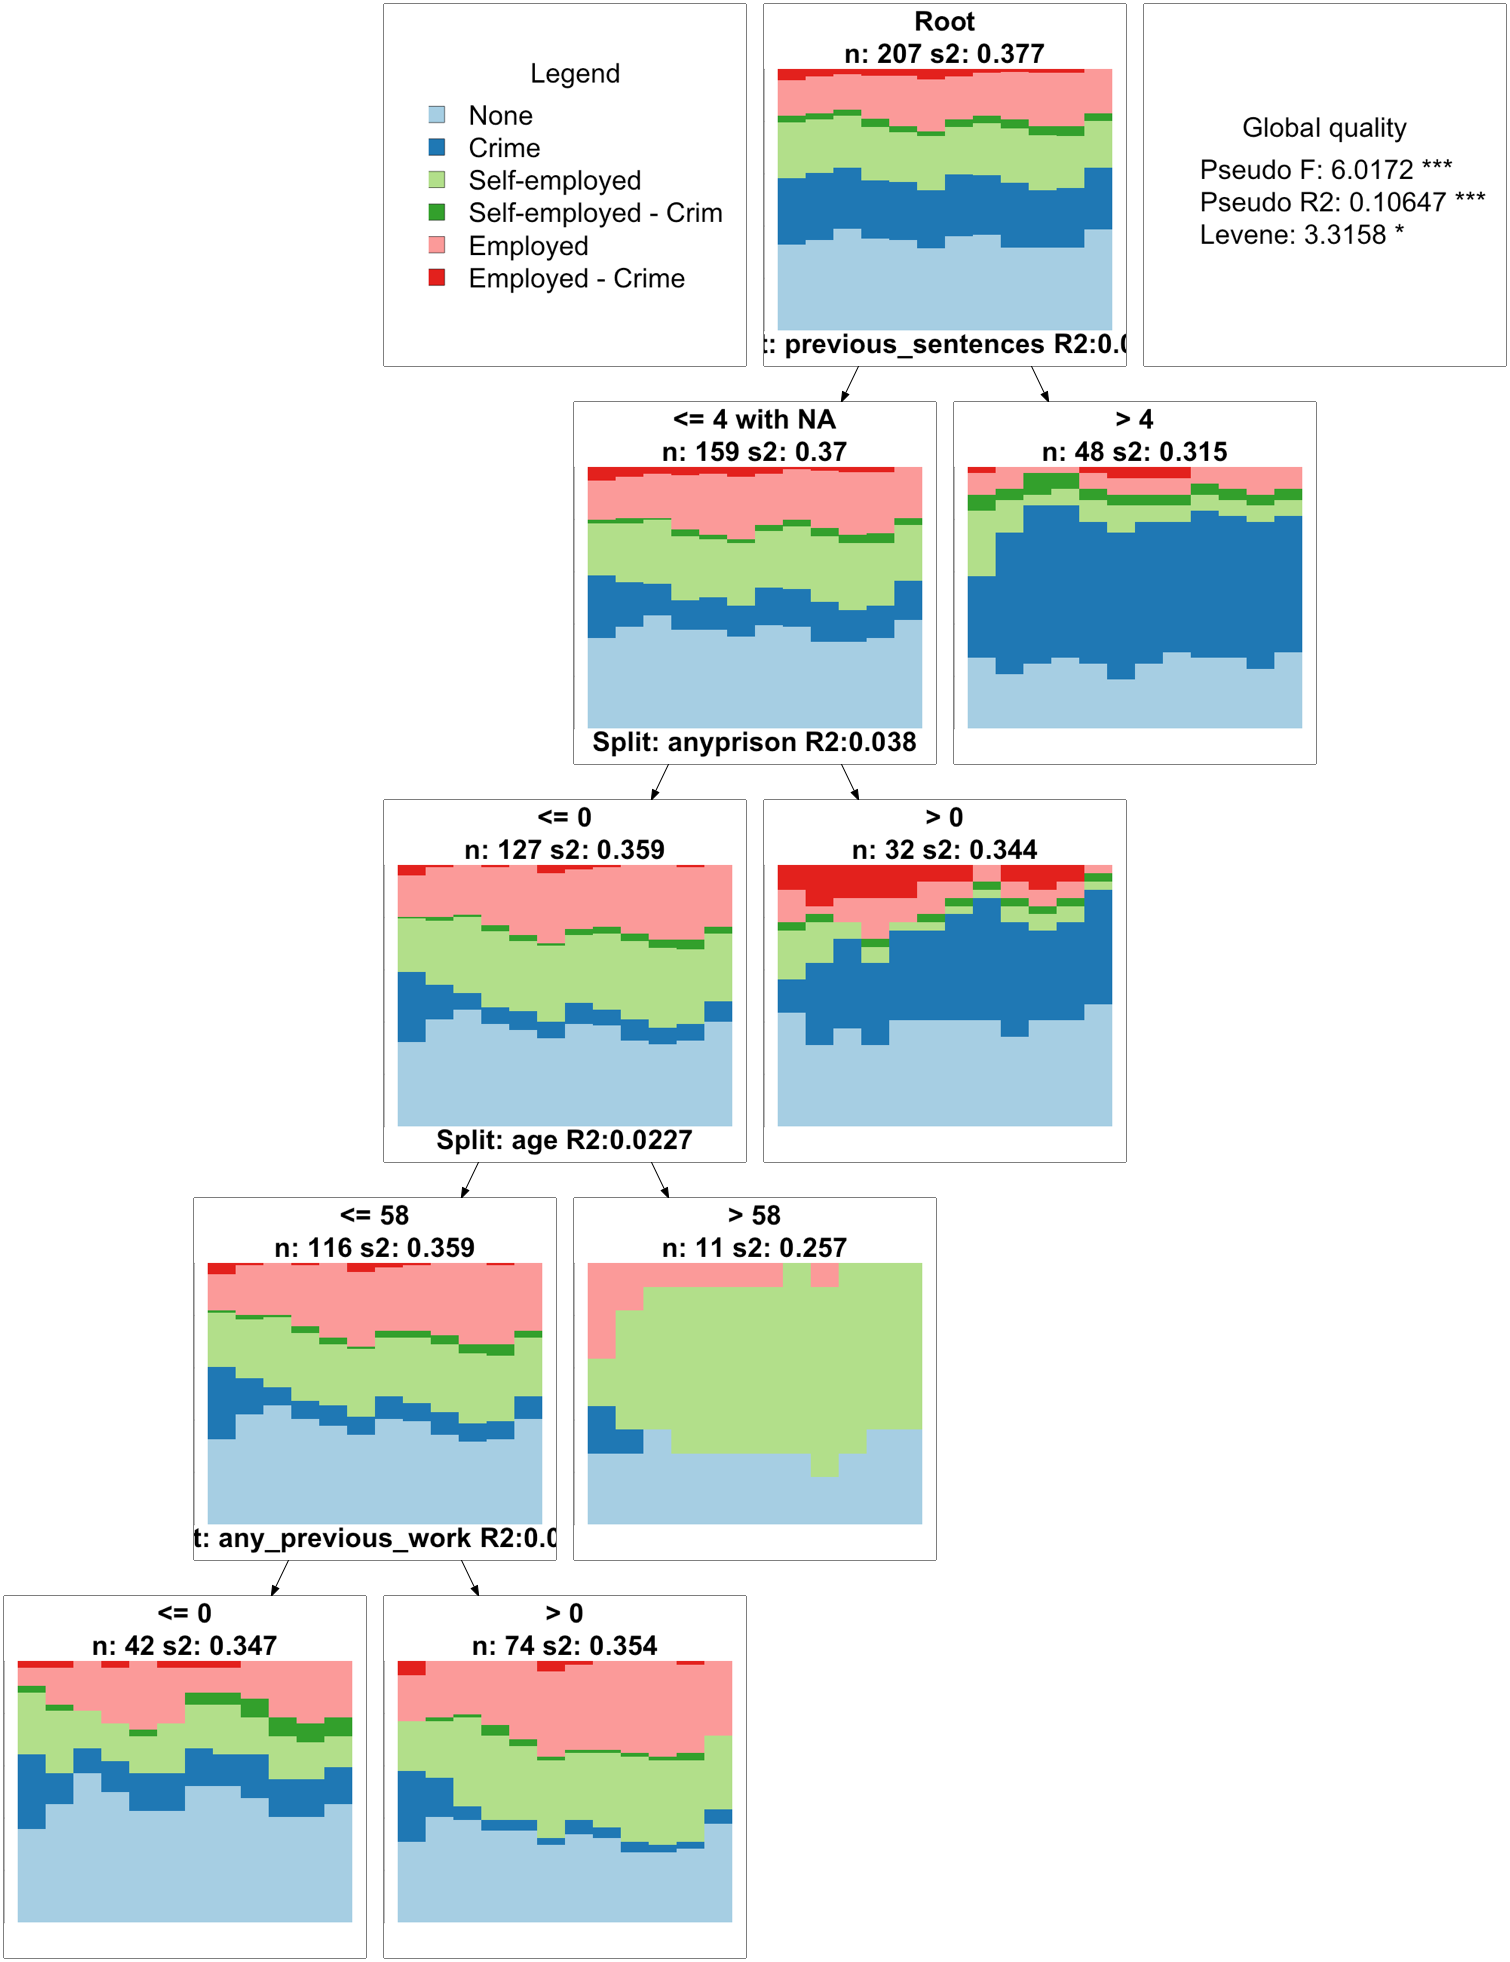 Legend
None
Crime
Self-employed
Self-employed - Crim
Employed
Employed - Crime
Root
n: 207 s2: 0.377
t: previous_sentences R2:0.0
Global quality
Pseudo F: 6.0172 ***
Pseudo R2: 0.10647 ***
Levene: 3.3158 *
<= 4 with NA
n: 159 s2: 0.37
Split: anyprison R2:0.038
> 4
n: 48 s2: 0.315
<= 0
n: 127 s2: 0.359
Split: age R2:0.0227
> 0
n: 32 s2: 0.344
<= 58
n: 116 s2: 0.359
t: any_previous_work R2:0.0
> 58
n: 11 s2: 0.257
<= 0
n: 42 s2: 0.347
> 0
n: 74 s2: 0.354